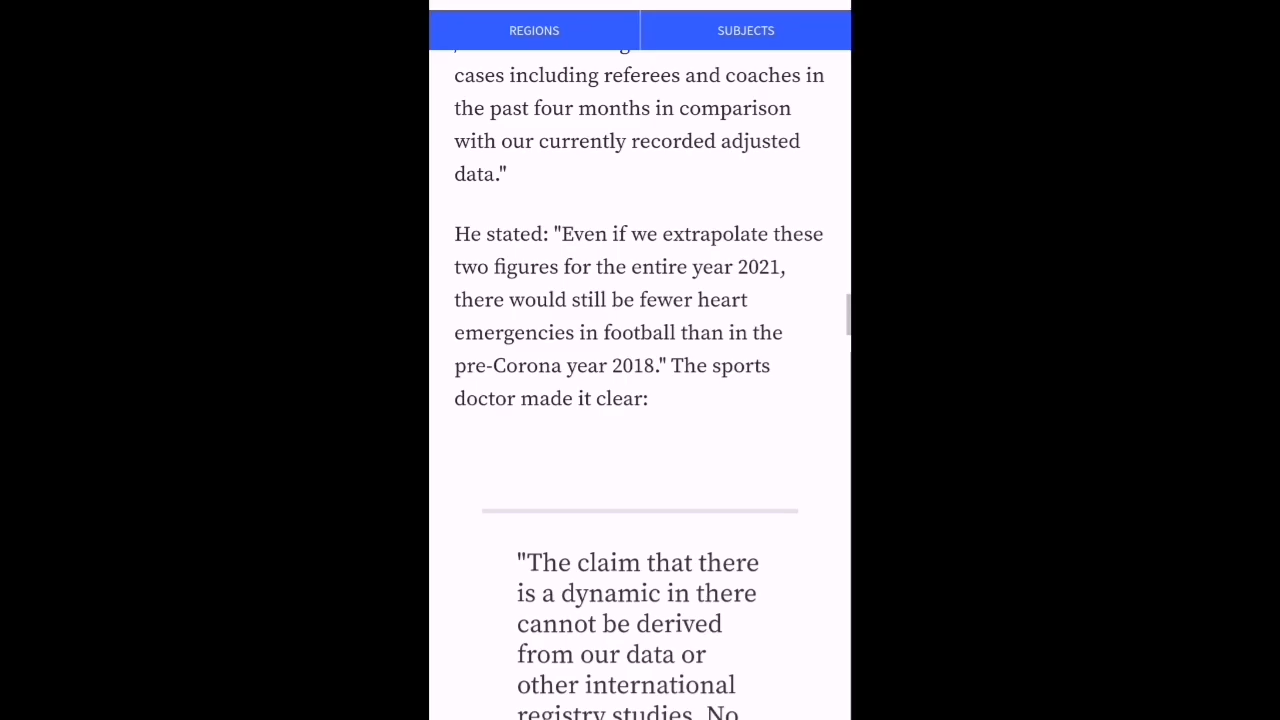 REGIONS
SUBJECTS
cases including referees and coaches in
the past four months in comparison
with our currently recorded adjusted
data."
He stated: "Even if we extrapolate these
two figures for the entire year 2021,
there would still be fewer heart
emergencies in football than in the
pre-Corona year 2018." The sports
doctor made it clear:
"The claim that there
is a dynamic in there
cannot be derived
from our data or
other international
registry studies. No